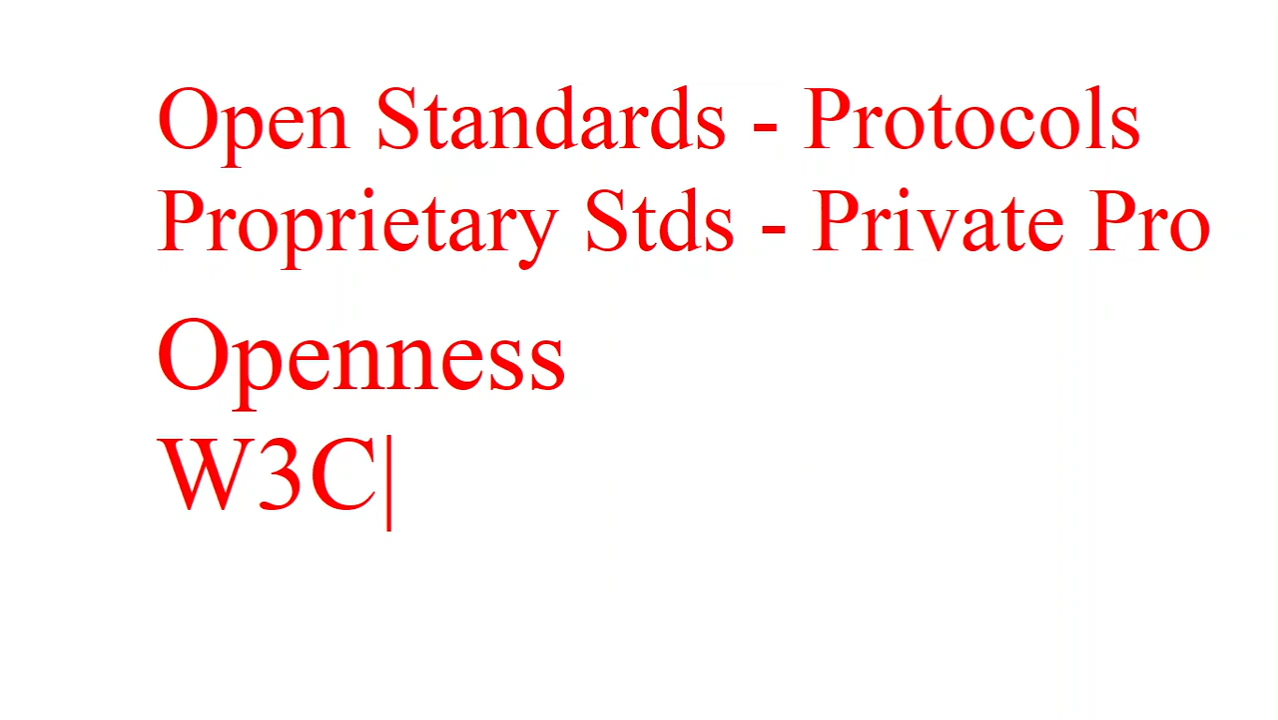 Open Standards - Protocols
Proprietary Stds - Private Pro
Openness
W3C